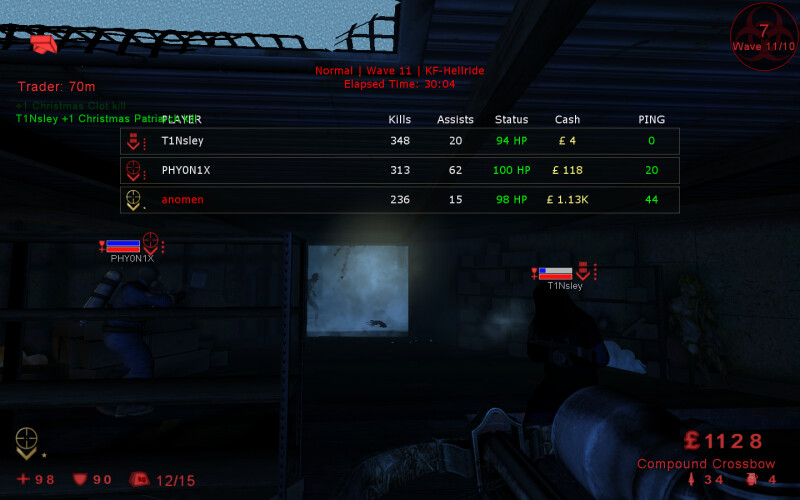 7
Wave 11/10
Normal | Wave 11 | KF-Hellride
Elapsed Time: 30:04
Trader: 70m
+1 Christmas Clot kill
T1Nsley +1 Christmas Patriarch kill
PLAYER Kills Assists Status Cash PING
T1Nsley 348 20 94 HP £ 4 0
PHY0N1X 313 62 100 HP £ 118 20
anomen 236 15 98 HP £ 1.13K 44
PHY0N1X
T1Nsley
£1128
Compound Crossbow
98 90 12/15 34 4